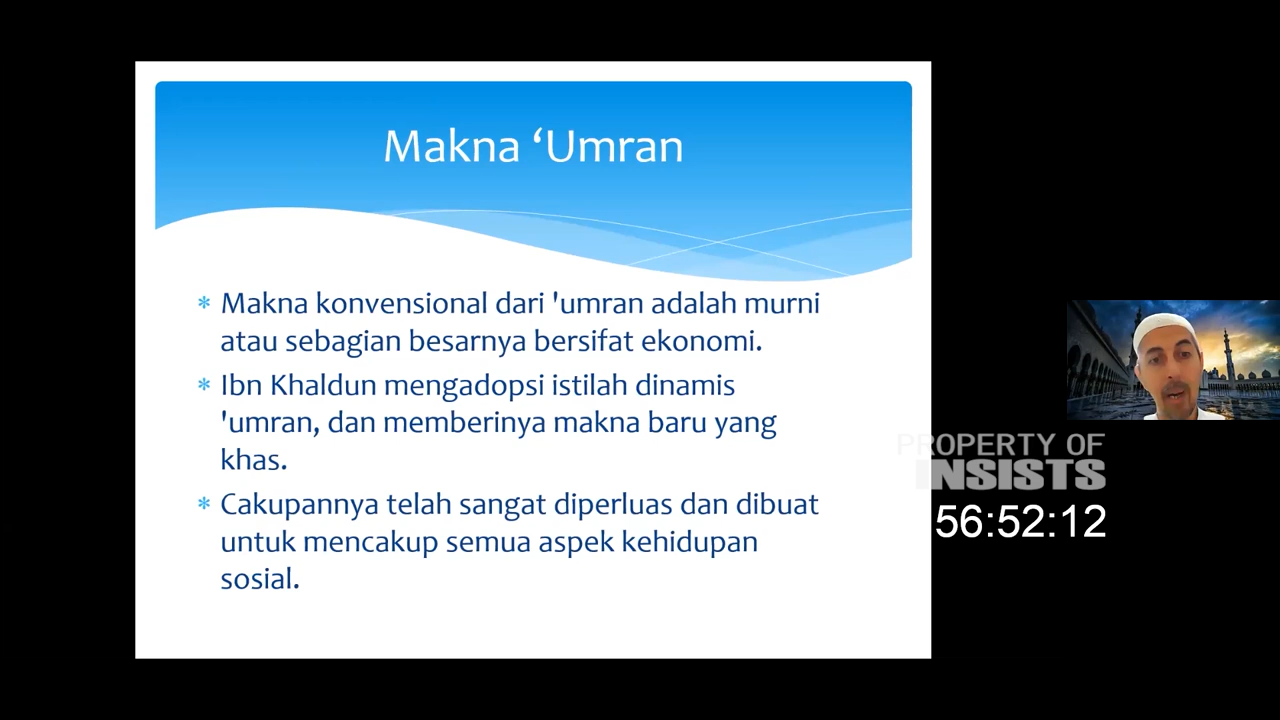 Makna ‘Umran
* Makna konvensional dari 'umran adalah murni
atau sebagian besarnya bersifat ekonomi.
* Ibn Khaldun mengadopsi istilah dinamis
'umran, dan memberinya makna baru yang
khas.
* Cakupannya telah sangat diperluas dan dibuat
untuk mencakup semua aspek kehidupan
sosial.
PROPERTY OF
INSISTS
56:52:12